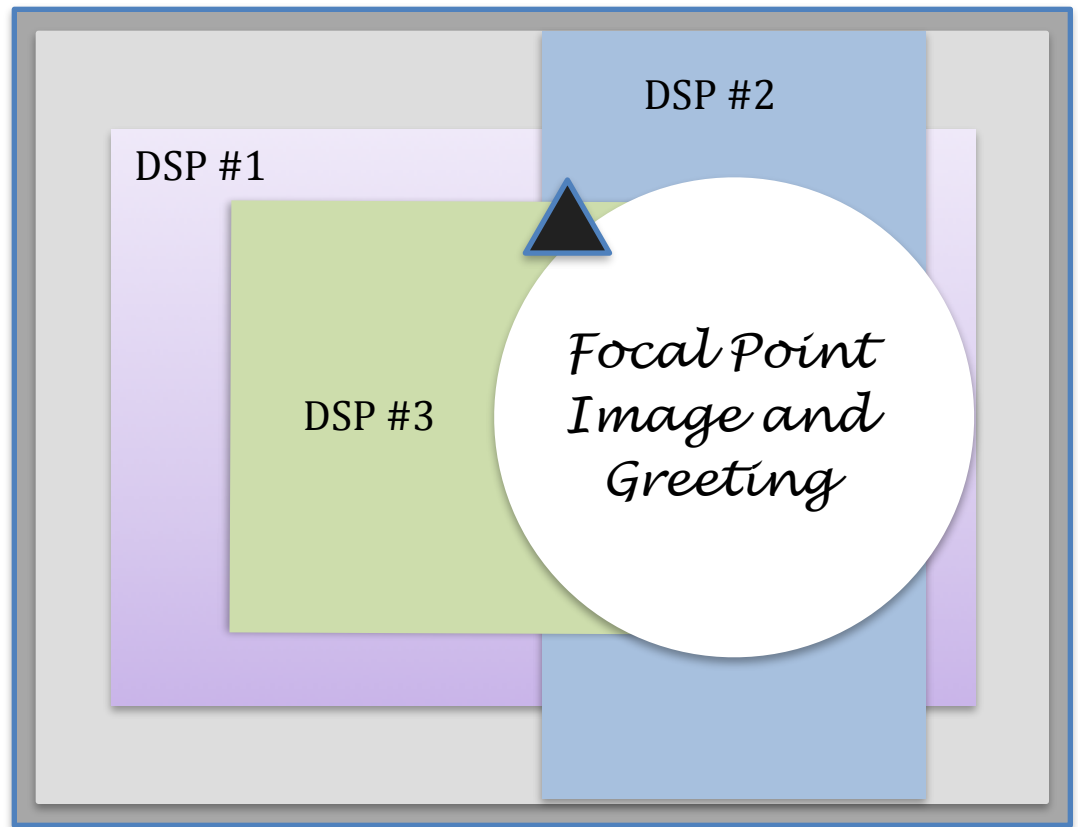 DSP #2
DSP #1
DSP #3
Focal Point
Image and
Greeting